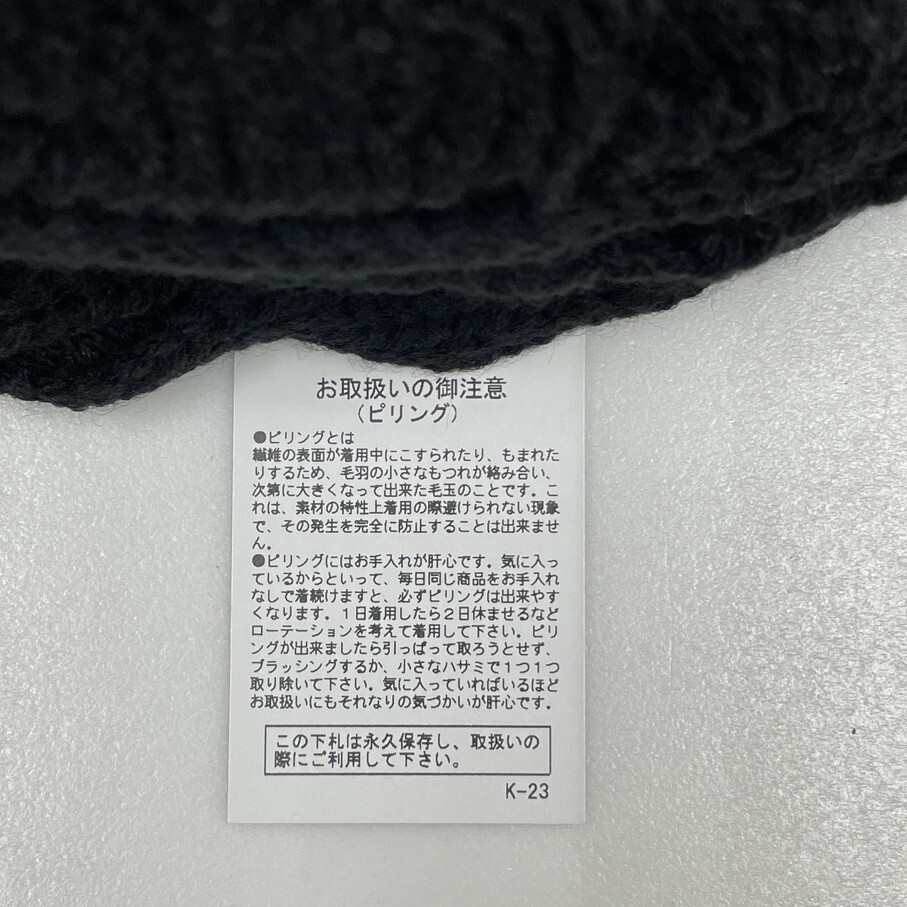 お取扱いの御注意
（ピリング）
●ピリングとは
繊維の表面が着用中にこすられたり、もまれた
りするため、毛羽の小さなもつれが絡み合い、
次第に大きくなって出来た毛玉のことです。こ
れは、素材の特性上着用の際避けられない現象
で、その発生を完全に防止することは出来ませ
ん。
●ピリングにはお手入れが肝心です。気に入っ
ているからといって、毎日同じ商品をお手入れ
なしで着続けますと、必ずピリングは出来やす
くなります。1日着用したら2日休ませるなど
ローテーションを考えて着用して下さい。ピリ
ングが出来ましたら引っぱって取ろうとせず、
ブラッシングするか、小さなハサミで1つ1つ
取り除いて下さい。気に入っていればいるほど
お取扱いにもそれなりの気づかいが肝心です。
この下札は永久保存し、取扱いの
際にご利用して下さい。
K-23